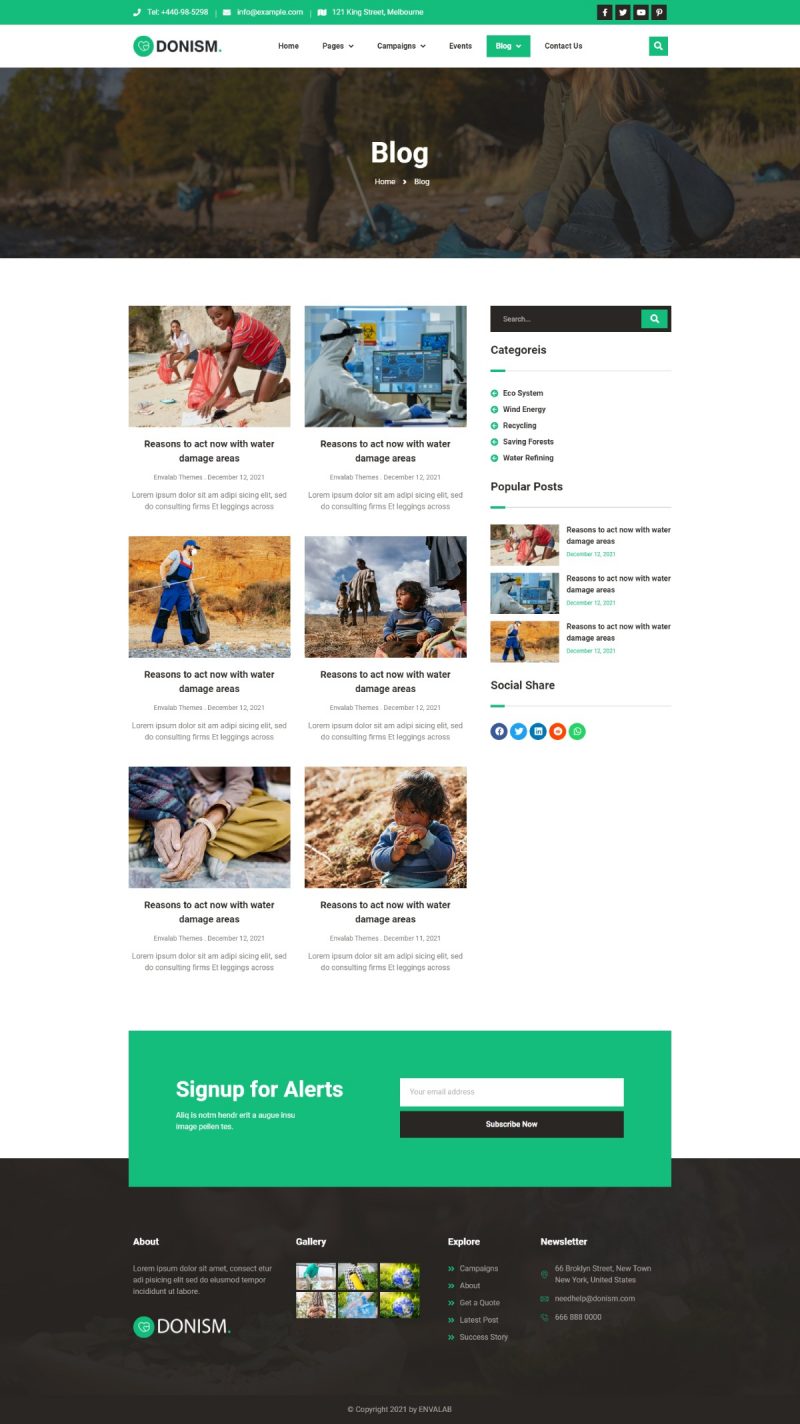 Tel: +440-98-5298 | info@example.com | 121 King Street, Melbourne
DONISM.
Home Pages Campaigns Events Blog Contact Us
Blog
Home Blog
Reasons to act now with water
damage areas
Envalab Themes . December 12, 2021
Lorem ipsum dolor sit am adipi sicing elit, sed
do consulting firms Et leggings across
Reasons to act now with water
damage areas
Envalab Themes . December 12, 2021
Lorem ipsum dolor sit am adipi sicing elit, sed
do consulting firms Et leggings across
Reasons to act now with water
damage areas
Envalab Themes . December 12, 2021
Lorem ipsum dolor sit am adipi sicing elit, sed
do consulting firms Et leggings across
Reasons to act now with water
damage areas
Envalab Themes . December 12, 2021
Lorem ipsum dolor sit am adipi sicing elit, sed
do consulting firms Et leggings across
Reasons to act now with water
damage areas
Envalab Themes . December 12, 2021
Lorem ipsum dolor sit am adipi sicing elit, sed
do consulting firms Et leggings across
Reasons to act now with water
damage areas
Envalab Themes . December 11, 2021
Lorem ipsum dolor sit am adipi sicing elit, sed
do consulting firms Et leggings across
Search...
Categoreis
Eco System
Wind Energy
Recycling
Saving Forests
Water Refining
Popular Posts
Reasons to act now with water
damage areas
December 12, 2021
Reasons to act now with water
damage areas
December 12, 2021
Reasons to act now with water
damage areas
December 12, 2021
Social Share
Signup for Alerts
Aliq is notm hendr erit a augue insu
image pellen tes.
Your email address
Subscribe Now
About
Lorem ipsum dolor sit amet, consect etur
adi pisicing elit sed do eiusmod tempor
incididunt ut labore.
DONISM.
Gallery
Explore
Campaigns
About
Get a Quote
Latest Post
Success Story
Newsletter
66 Broklyn Street, New Town
New York, United States
needhelp@donism.com
666 888 0000
© Copyright 2021 by ENVALAB